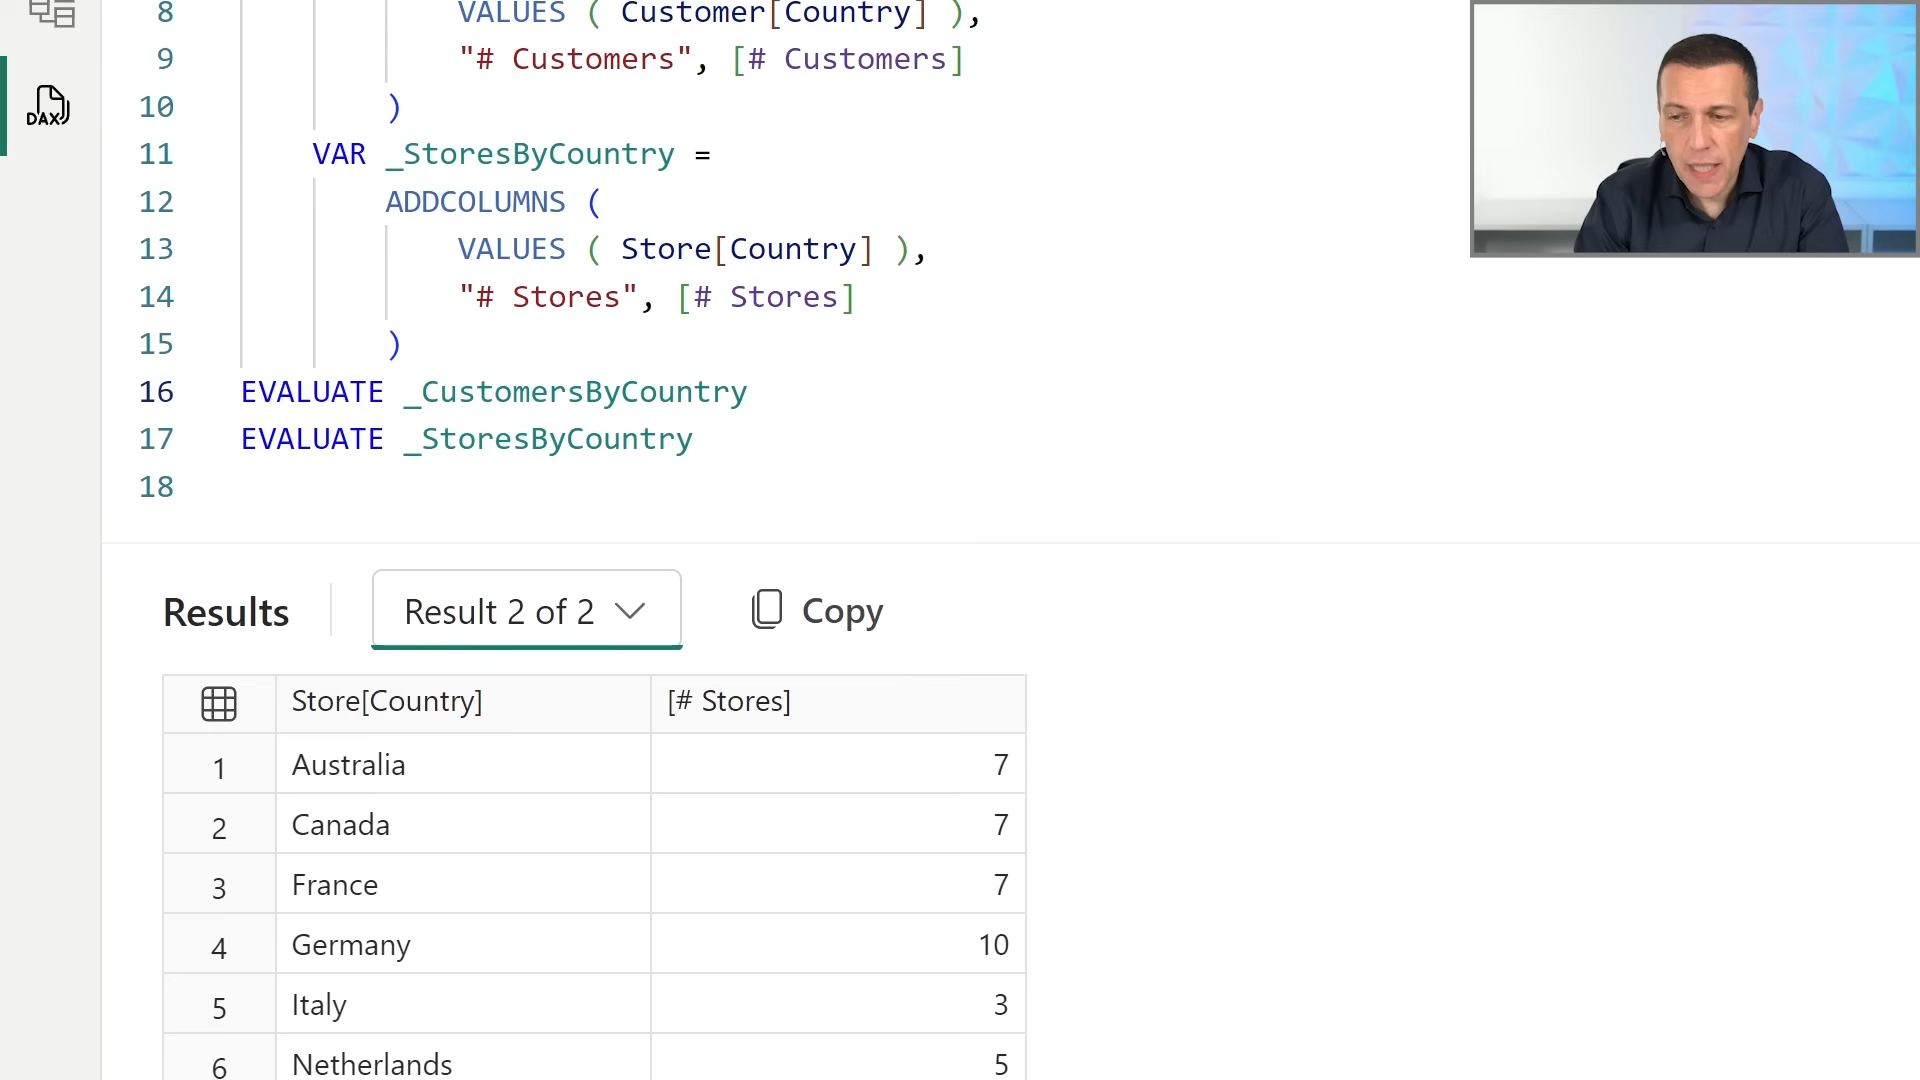 DAX
8 VALUES ( Customer[Country] ),
9 "# Customers", [# Customers]
10 )
11 VAR _StoresByCountry =
12 ADDCOLUMNS (
13 VALUES ( Store[Country] ),
14 "# Stores", [# Stores]
15 )
16 EVALUATE _CustomersByCountry
17 EVALUATE _StoresByCountry
18
Results Result 2 of 2 Copy
Store[Country] [# Stores]
1 Australia 7
2 Canada 7
3 France 7
4 Germany 10
5 Italy 3
6 Netherlands 5